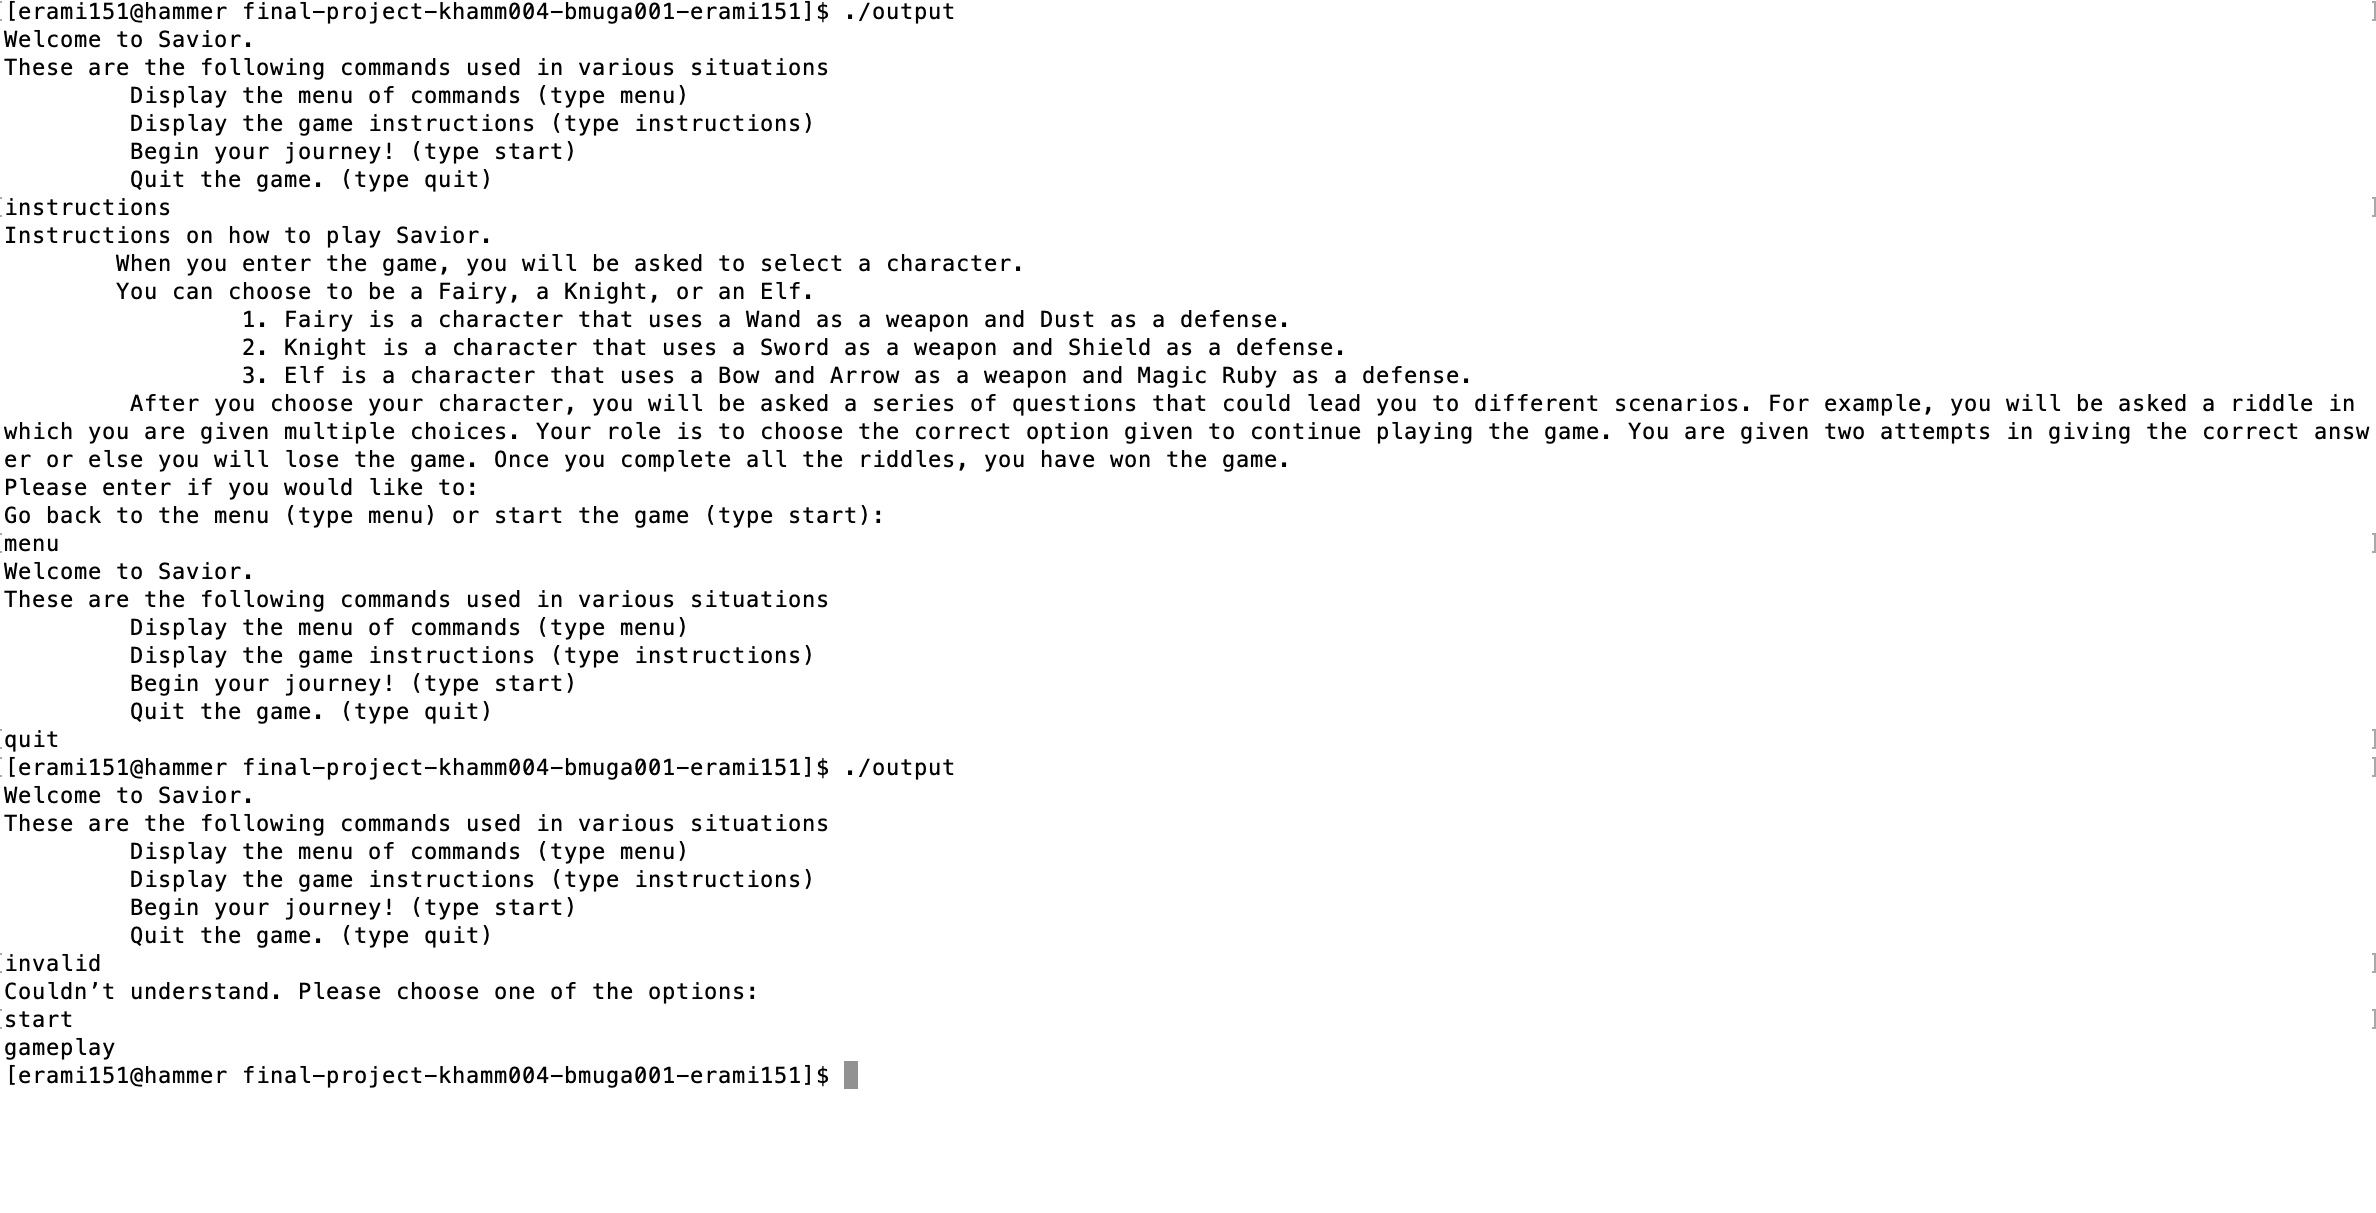 [erami151@hammer final-project-khamm004-bmuga001-erami151]$ ./output
Welcome to Savior.
These are the following commands used in various situations
         Display the menu of commands (type menu)
         Display the game instructions (type instructions)
         Begin your journey! (type start)
         Quit the game. (type quit)
instructions
Instructions on how to play Savior.
        When you enter the game, you will be asked to select a character.
        You can choose to be a Fairy, a Knight, or an Elf.
                 1. Fairy is a character that uses a Wand as a weapon and Dust as a defense.
                 2. Knight is a character that uses a Sword as a weapon and Shield as a defense.
                 3. Elf is a character that uses a Bow and Arrow as a weapon and Magic Ruby as a defense.
         After you choose your character, you will be asked a series of questions that could lead you to different scenarios. For example, you will be asked a riddle in
which you are given multiple choices. Your role is to choose the correct option given to continue playing the game. You are given two attempts in giving the correct answ
er or else you will lose the game. Once you complete all the riddles, you have won the game.
Please enter if you would like to:
Go back to the menu (type menu) or start the game (type start):
menu
Welcome to Savior.
These are the following commands used in various situations
         Display the menu of commands (type menu)
         Display the game instructions (type instructions)
         Begin your journey! (type start)
         Quit the game. (type quit)
quit
[erami151@hammer final-project-khamm004-bmuga001-erami151]$ ./output
Welcome to Savior.
These are the following commands used in various situations
         Display the menu of commands (type menu)
         Display the game instructions (type instructions)
         Begin your journey! (type start)
         Quit the game. (type quit)
invalid
Couldn’t understand. Please choose one of the options:
start
gameplay
[erami151@hammer final-project-khamm004-bmuga001-erami151]$